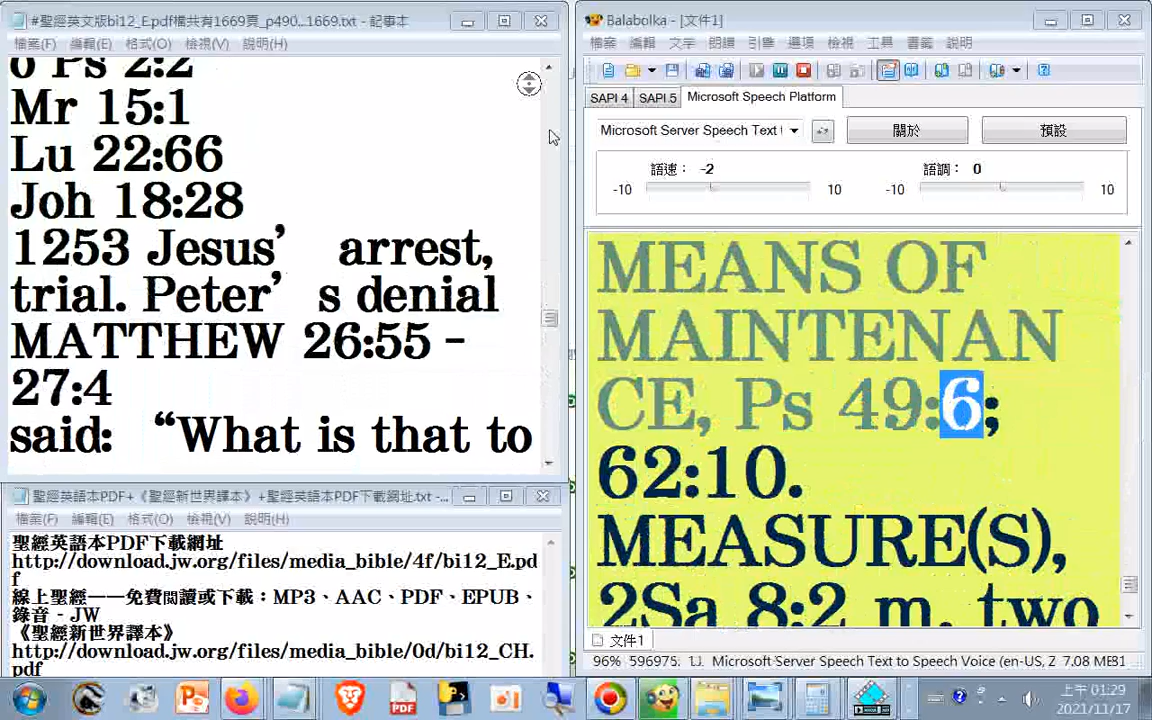 #聖經英文版bi12_E.pdf檔共有1669頁_p490...1669.txt - 記事本
檔案(F) 編輯(E) 格式(O) 檢視(V) 說明(H)
o Ps 2:2
Mr 15:1
Lu 22:66
Joh 18:28
1253 Jesus’ arrest,
trial. Peter’s denial
MATTHEW 26:55 -
27:4
said: “What is that to
聖經英語本PDF+《聖經新世界譯本》+聖經英語本PDF下載網址.txt -...
檔案(F) 編輯(E) 格式(O) 檢視(V) 說明(H)
聖經英語本PDF下載網址
http://download.jw.org/files/media_bible/4f/bi12_E.pd
f
線上聖經——免費閱讀或下載：MP3、AAC、PDF、EPUB、
錄音 - JW
《聖經新世界譯本》
http://download.jw.org/files/media_bible/0d/bi12_CH.
pdf
Balabolka - [文件1]
檔案 編輯 文字 朗讀 引擎 選項 檢視 工具 書籤 說明
SAPI 4 SAPI 5 Microsoft Speech Platform
Microsoft Server Speech Text 關於 預設
語速： -2 語調： 0
-10 10 -10 10
MEANS OF
MAINTENAN
CE, Ps 49:6;
62:10.
MEASURE(S),
2Sa 8:2 m. two
文件1
96% 596975. Microsoft Server Speech Text to Speech Voice (en-US, Z 7.08 MB
上午 01:29
2021/11/17